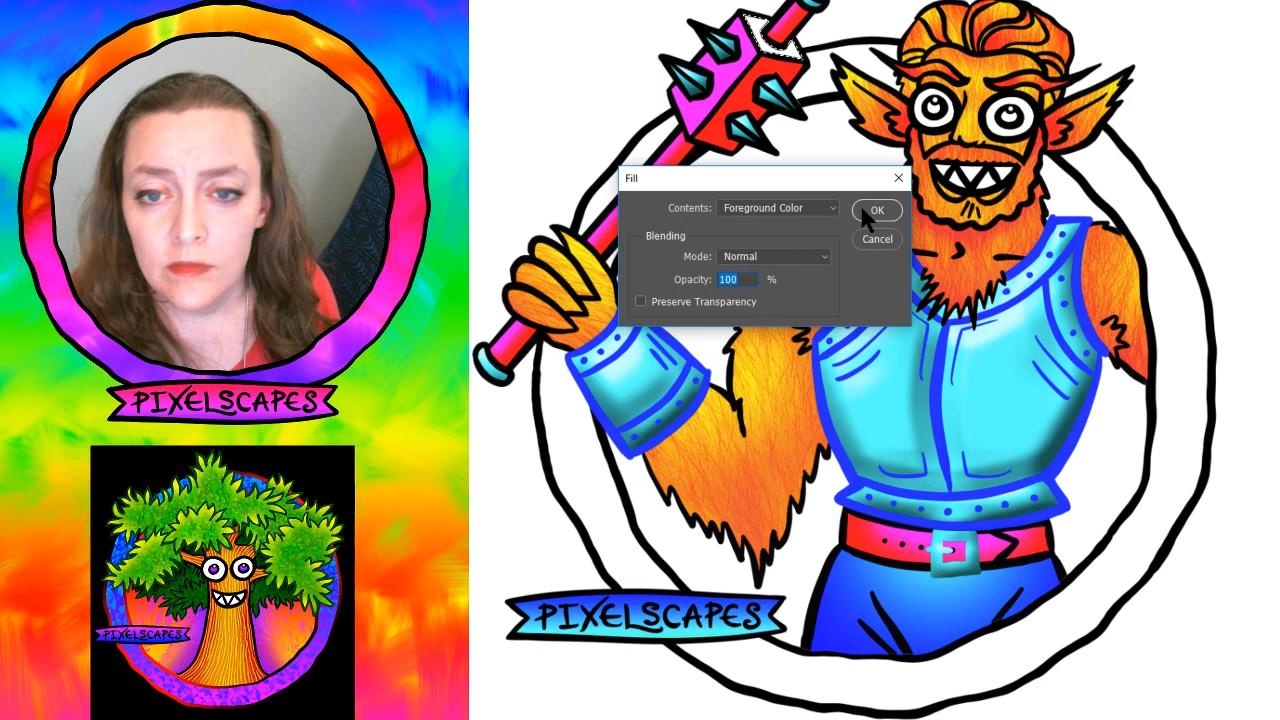 PIXELSCAPES
PIXELSCAPES
Fill
Contents: Foreground Color
OK
Cancel
Blending
Mode: Normal
Opacity: 100 %
Preserve Transparency
PIXELSCAPES